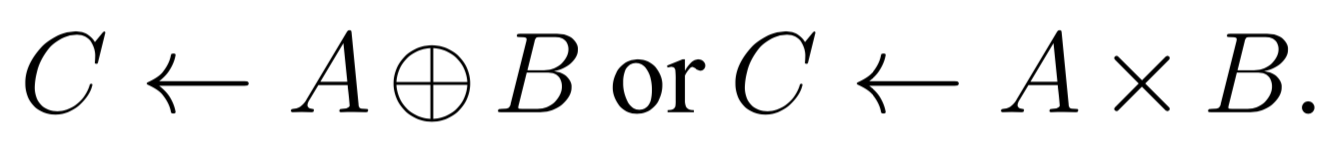 C ← A ⊕ B or C ← A × B.